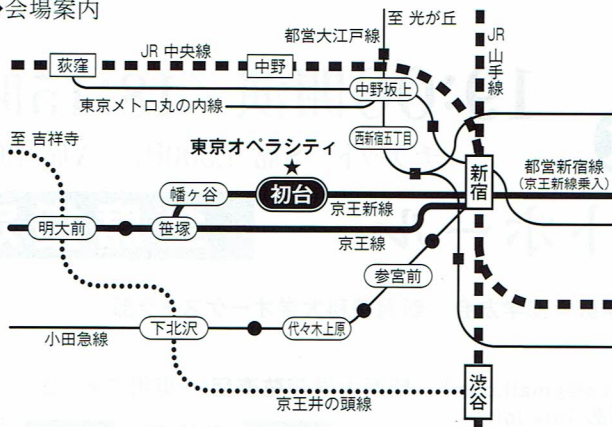 会場案内
至 光が丘
都営大江戸線
JR 山手線
JR 中央線
荻窪
中野
中野坂上
東京メトロ丸の内線
至 吉祥寺
東京オペラシティ
西新宿五丁目
新宿
都営新宿線
(京王新線乗入)
幡ヶ谷
初台
京王新線
明大前
笹塚
京王線
参宮前
小田急線
下北沢
代々木上原
京王井の頭線
渋谷